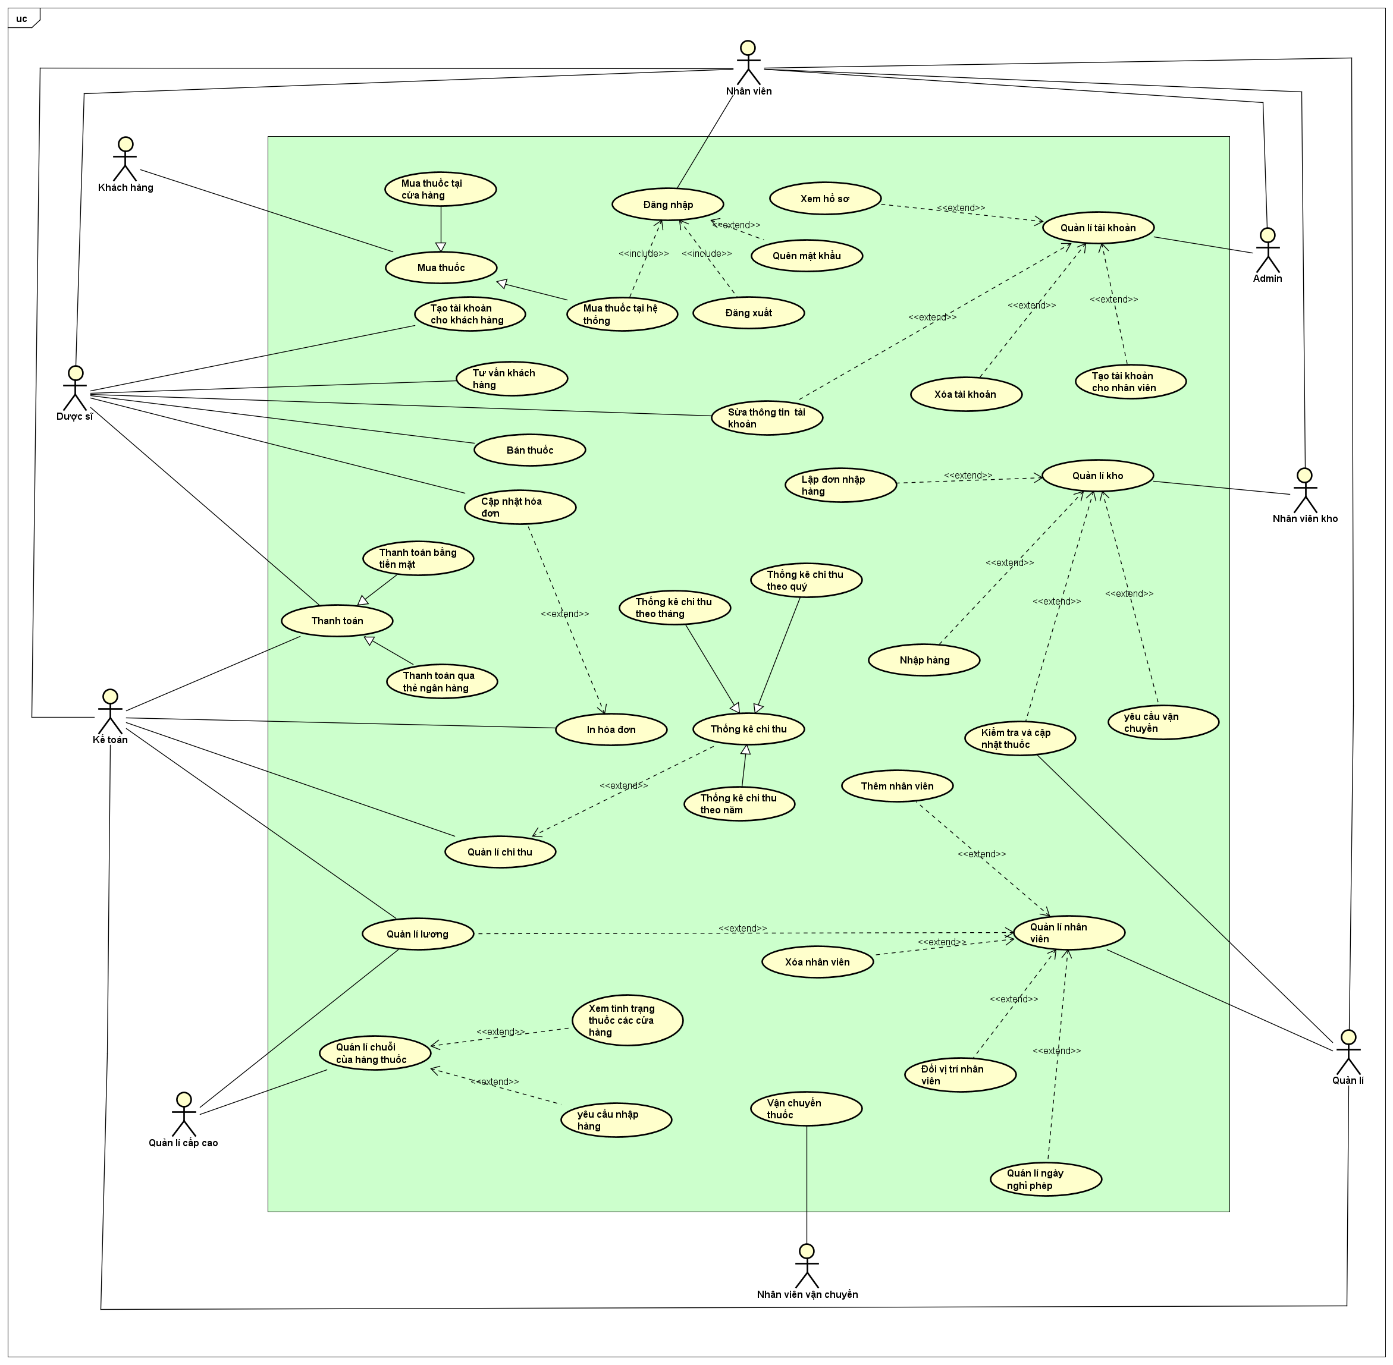 uc
Nhân viên
Khách hàng
Mua thuốc tại
cửa hàng
Đăng nhập
Xem hồ sơ
<<extend>>
Quản lí tài khoản
<<extend>>
Quên mật khẩu
Admin
Mua thuốc
<<include>>
<<include>>
Tạo tài khoản
cho khách hàng
Mua thuốc tại hệ
thống
Đăng xuất
<<extend>>
<<extend>>
<<extend>>
Dược sĩ
Tư vấn khách
hàng
Xóa tài khoản
Tạo tài khoản
cho nhân viên
Sửa thông tin tài
khoản
Bán thuốc
Lập đơn nhập
hàng
<<extend>>
Quản lí kho
Nhân viên kho
Cập nhật hóa
đơn
Thanh toán bằng
tiền mặt
<<extend>>
Thống kê chi thu
theo quý
Thống kê chi thu
theo tháng
<<extend>>
<<extend>>
<<extend>>
Thanh toán
Nhập hàng
Thanh toán qua
thẻ ngân hàng
Kế toán
In hóa đơn
Thống kê chi thu
Kiểm tra và cập
nhật thuốc
yêu cầu vận
chuyển
<<extend>>
Thống kê chi thu
theo năm
Thêm nhân viên
Quản lí chi thu
<<extend>>
Quản lí lương
<<extend>>
Quản lí nhân
viên
Xóa nhân viên
<<extend>>
Xem tình trạng
thuốc các cửa
hàng
<<extend>>
<<extend>>
Quản lí chuỗi
của hàng thuốc
<<extend>>
<<extend>>
Đổi vị trí nhân
viên
Quản lí
Quản lí cấp cao
yêu cầu nhập
hàng
Vận chuyển
thuốc
Quản lí ngày
nghỉ phép
Nhân viên vận chuyển